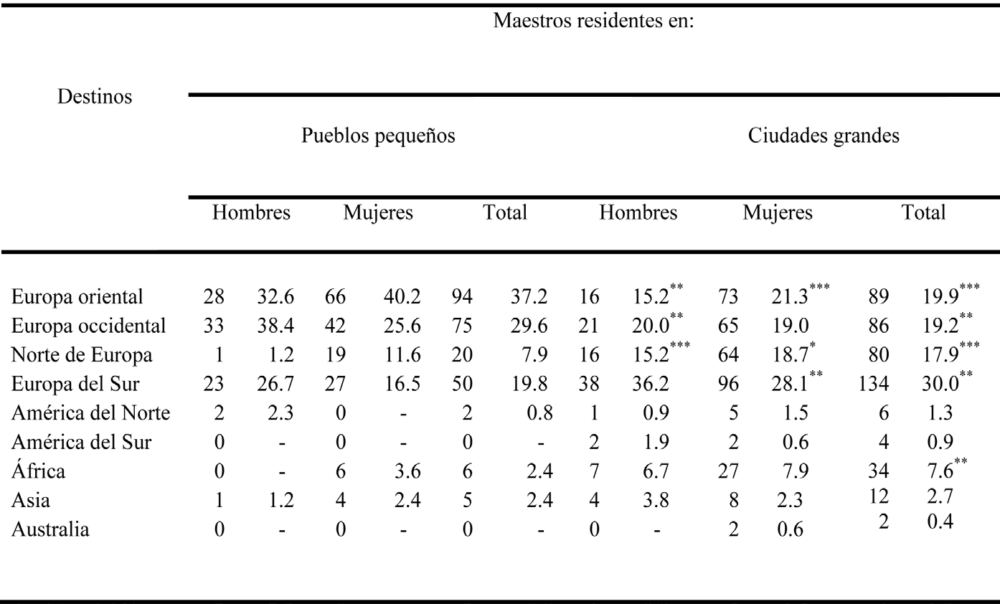 Maestros residentes en:
Destinos
Pueblos pequeños Ciudades grandes
Hombres Mujeres Total Hombres Mujeres Total
Europa oriental 28 32.6 66 40.2 94 37.2 16 15.2** 73 21.3*** 89 19.9***
Europa occidental 33 38.4 42 25.6 75 29.6 21 20.0** 65 19.0 86 19.2**
Norte de Europa 1 1.2 19 11.6 20 7.9 16 15.2*** 64 18.7* 80 17.9***
Europa del Sur 23 26.7 27 16.5 50 19.8 38 36.2 96 28.1** 134 30.0**
América del Norte 2 2.3 0 - 2 0.8 1 0.9 5 1.5 6 1.3
América del Sur 0 - 0 - 0 - 2 1.9 2 0.6 4 0.9
África 0 - 6 3.6 6 2.4 7 6.7 27 7.9 34 7.6**
Asia 1 1.2 4 2.4 5 2.4 4 3.8 8 2.3 12 2.7
Australia 0 - 0 - 0 - 0 - 2 0.6 2 0.4